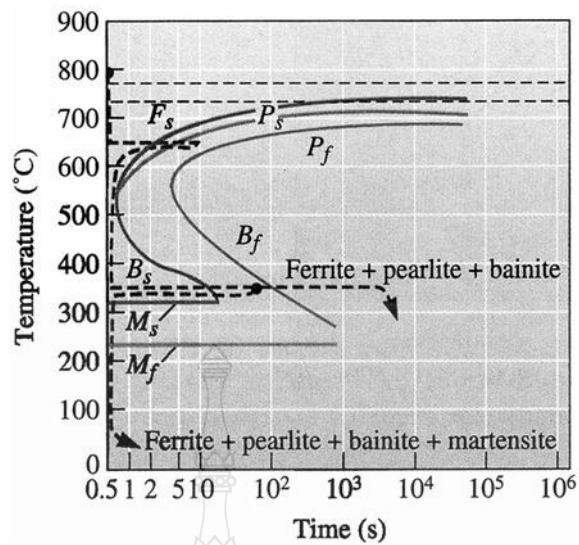 Temperature (°C)
900
800
700
600
500
400
300
200
100
0
F_s
P_s
P_f
B_s
B_f
M_s
M_f
Ferrite + pearlite + bainite
Ferrite + pearlite + bainite + martensite
0.5 1 2 5 10 10² 10³ 10⁴ 10⁵ 10⁶
Time (s)